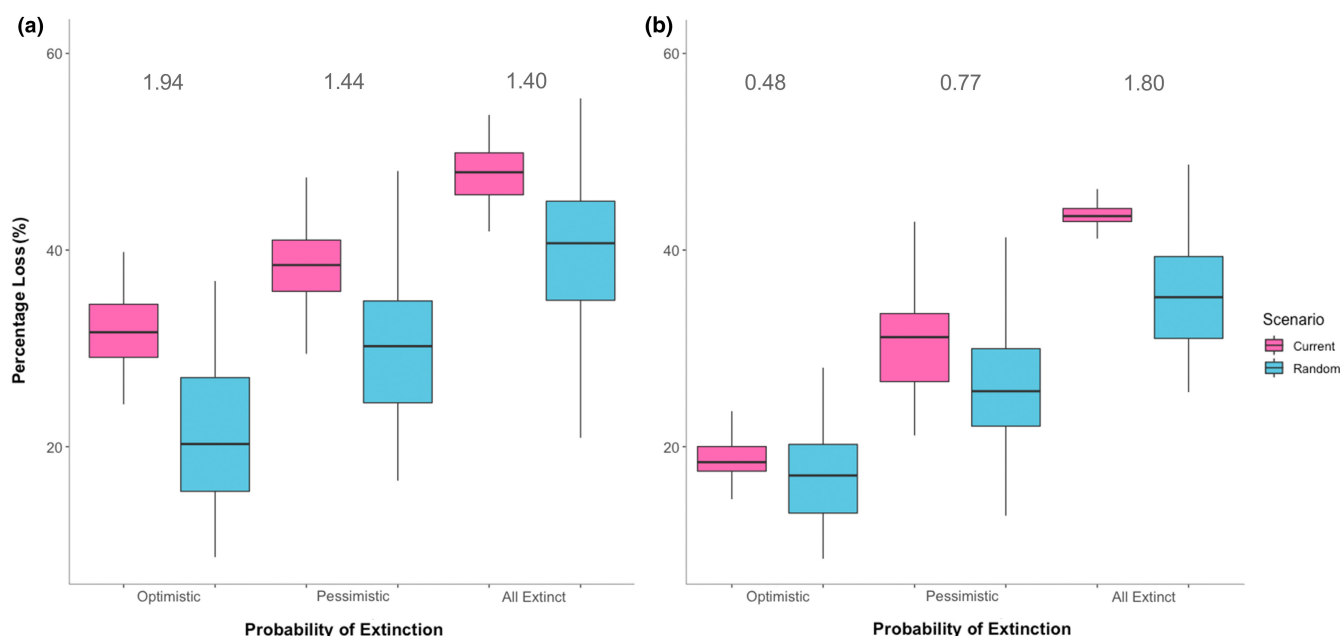 (a)
60
1.94
1.44
1.40
40
20
Percentage Loss (%)
Optimistic
Pessimistic
All Extinct
Probability of Extinction
(b)
60
0.48
0.77
1.80
40
20
Optimistic
Pessimistic
All Extinct
Probability of Extinction
Scenario
Current
Random